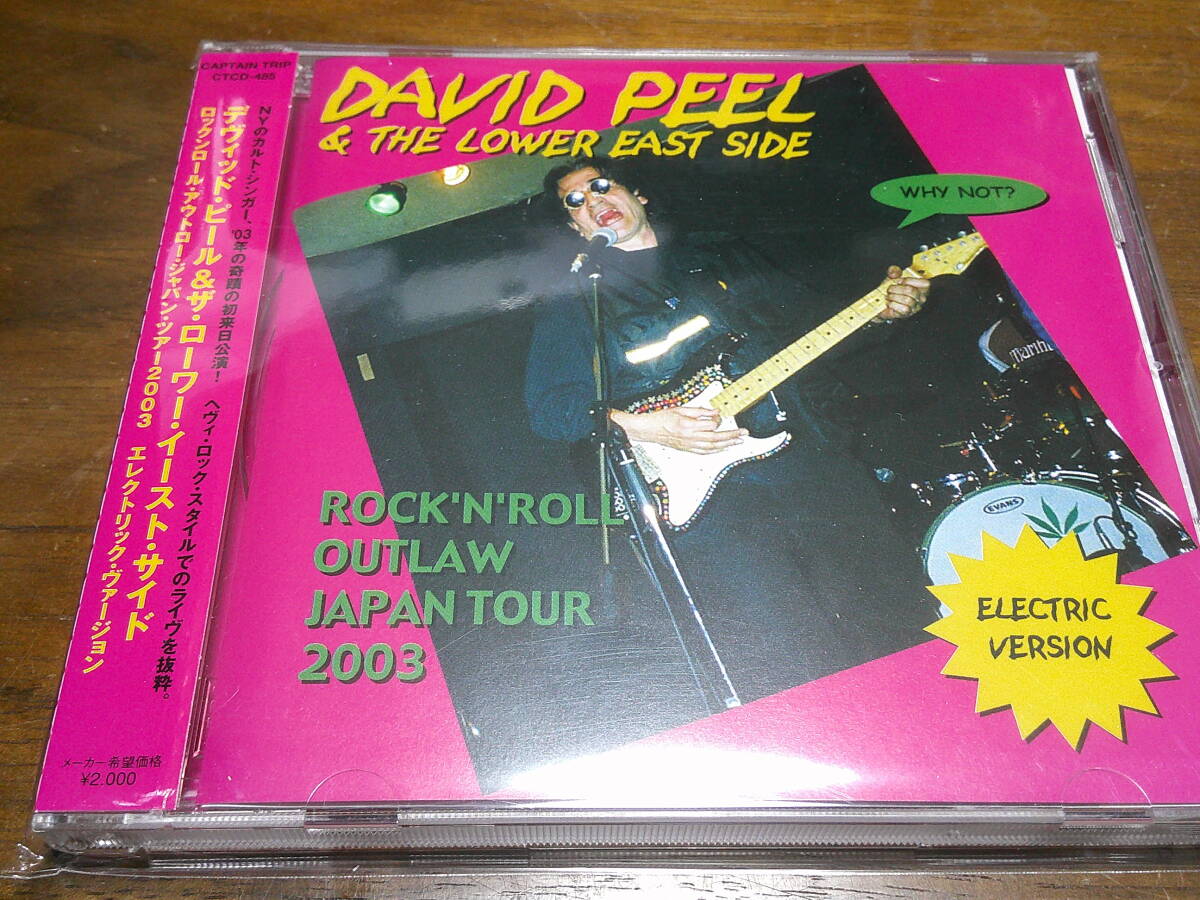 CAPTAIN TRIP
CTCD-485
NYのカルト・シンガー、'03年の奇蹟の初来日公演! ヘヴィ・ロック・スタイルでのライヴを抜粋。
デヴィッド・ピール&ザ・ローワー・イースト・サイド
ロックンロール・アウトロー・ジャパン・ツアー2003 エレクトリック・ヴァージョン
メーカー希望価格
¥2.000
DAVID PEEL
& THE LOWER EAST SIDE
WHY NOT?
EVANS
ROCK'N'ROLL
OUTLAW
JAPAN TOUR
2003
ELECTRIC
VERSION